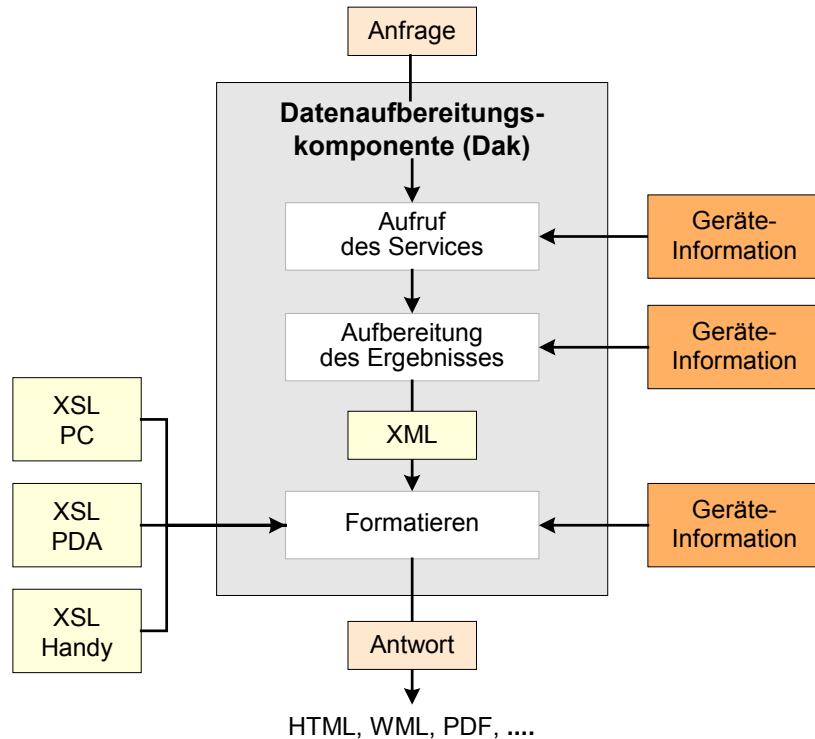 Anfrage
Datenaufbereitungs-
komponente (Dak)
Aufruf
des Services
Geräte-
Information
Aufbereitung
des Ergebnisses
Geräte-
Information
XSL
PC
XML
XSL
PDA
Formatieren
Geräte-
Information
XSL
Handy
Antwort
HTML, WML, PDF, ....